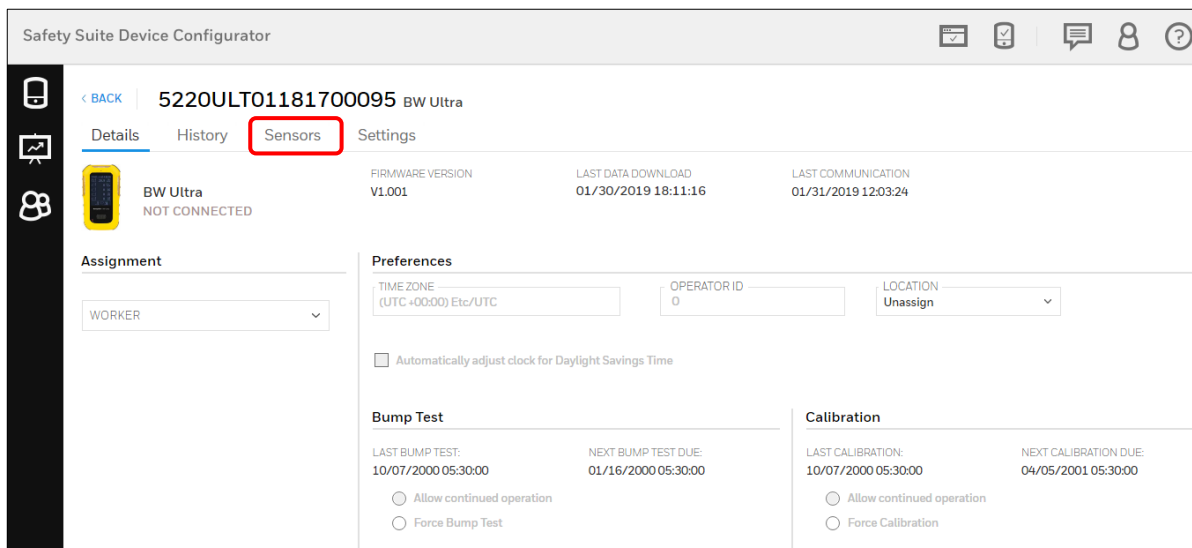 Safety Suite Device Configurator
< BACK
5220ULT01181700095 BW Ultra
Details History Sensors Settings
BW Ultra
NOT CONNECTED
FIRMWARE VERSION
V1.001
LAST DATA DOWNLOAD
01/30/2019 18:11:16
LAST COMMUNICATION
01/31/2019 12:03:24
Assignment
WORKER
Preferences
TIME ZONE
(UTC +00:00) Etc/UTC
OPERATOR ID
0
LOCATION
Unassign
Automatically adjust clock for Daylight Savings Time
Bump Test
LAST BUMP TEST:
10/07/2000 05:30:00
NEXT BUMP TEST DUE:
01/16/2000 05:30:00
Allow continued operation
Force Bump Test
Calibration
LAST CALIBRATION:
10/07/2000 05:30:00
NEXT CALIBRATION DUE:
04/05/2001 05:30:00
Allow continued operation
Force Calibration